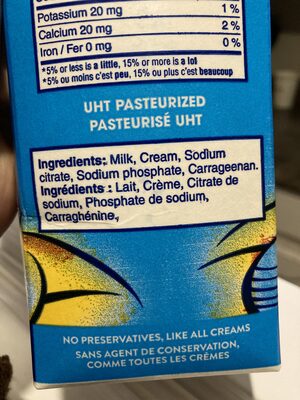 Potassium 20 mg 1 %
Calcium 20 mg 2 %
Iron / Fer 0 mg 0 %
*5% or less is a little, 15% or more is a lot
*5% ou moins c'est peu, 15% ou plus c'est beaucoup
UHT PASTEURIZED
PASTEURISÉ UHT
Ingredients: Milk, Cream, Sodium
citrate, Sodium phosphate, Carrageenan.
Ingrédients : Lait, Crème, Citrate de
sodium, Phosphate de sodium,
Carraghénine.
NO PRESERVATIVES, LIKE ALL CREAMS
SANS AGENT DE CONSERVATION,
COMME TOUTES LES CRÈMES